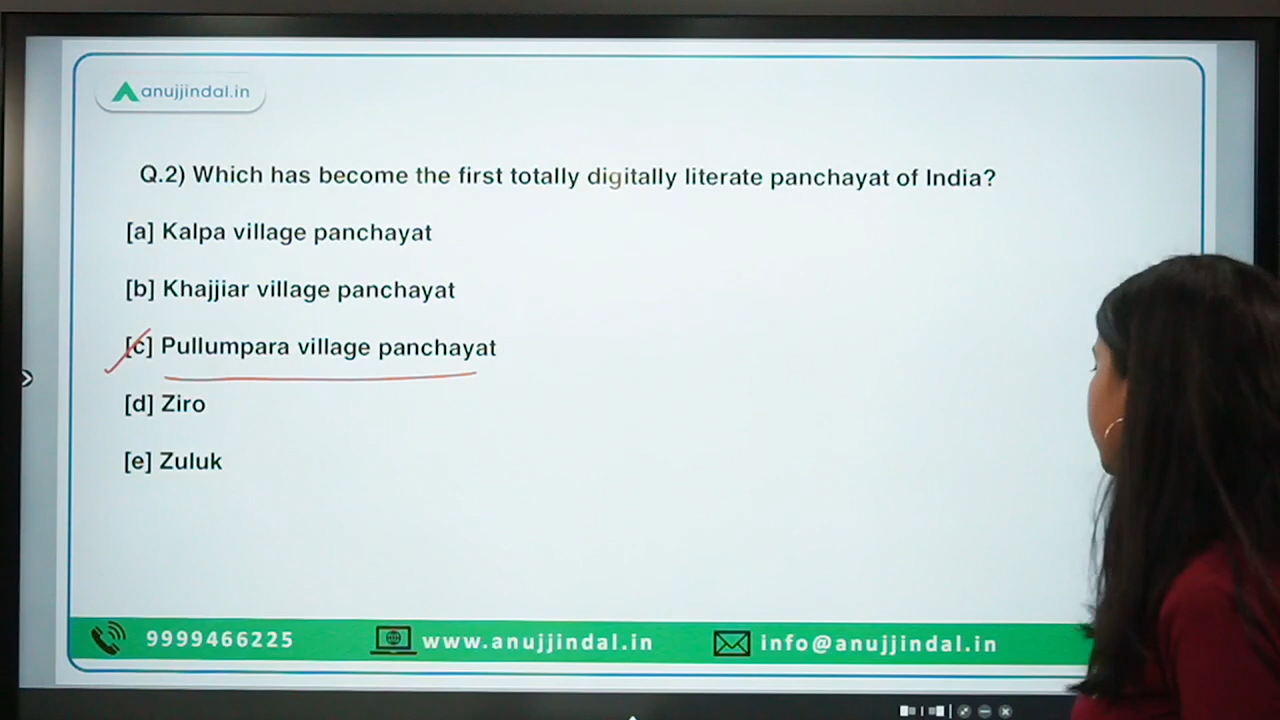 anujjindal.in
Q.2) Which has become the first totally digitally literate panchayat of India?
[a] Kalpa village panchayat
[b] Khajjiar village panchayat
[c] Pullumpara village panchayat
[d] Ziro
[e] Zuluk
9999466225 www.anujjindal.in info@anujjindal.in